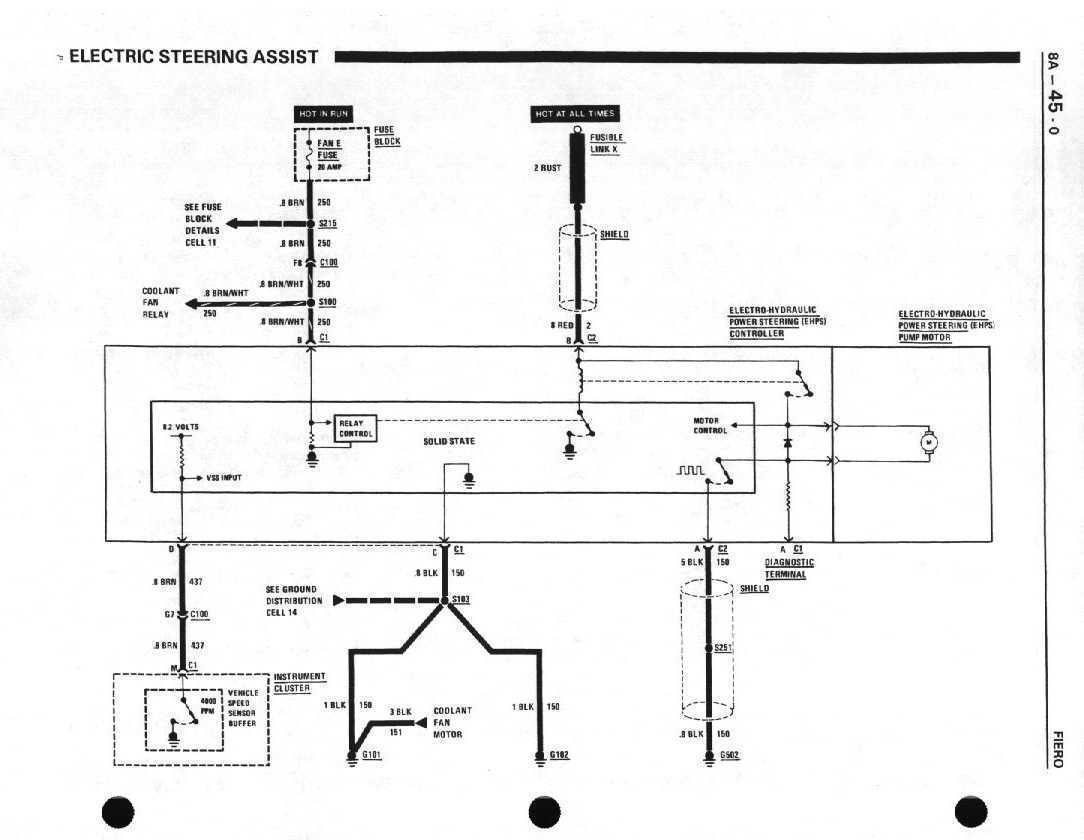 ELECTRIC STEERING ASSIST
8A - 45 - 0
HOT IN RUN
HOT AT ALL TIMES
FAN E
FUSE
20 AMP
FUSE
BLOCK
FUSIBLE
LINK X
2 RUST
SEE FUSE
BLOCK
DETAILS
CELL 11
.8 BRN
250
S215
.8 BRN
250
F8
C100
SHIELD
COOLANT
FAN
RELAY
.8 BRN/WHT
250
.8 BRN/WHT
250
S100
.8 BRN/WHT
250
B
C1
8 RED
2
B
C2
ELECTRO-HYDRAULIC
POWER STEERING (EHPS)
CONTROLLER
ELECTRO-HYDRAULIC
POWER STEERING (EHPS)
PUMP MOTOR
8.2 VOLTS
VSS INPUT
RELAY
CONTROL
SOLID STATE
MOTOR
CONTROL
M
D
C
C1
A
C2
A
C1
DIAGNOSTIC
TERMINAL
.8 BRN
437
G7
C100
.8 BRN
437
M
C1
INSTRUMENT
CLUSTER
4000
PPM
VEHICLE
SPEED
SENSOR
BUFFER
.8 BLK
150
SEE GROUND
DISTRIBUTION
CELL 14
S103
1 BLK
150
3 BLK
151
COOLANT
FAN
MOTOR
1 BLK
150
G101
G102
5 BLK
150
SHIELD
S251
.8 BLK
150
G502
FIERO